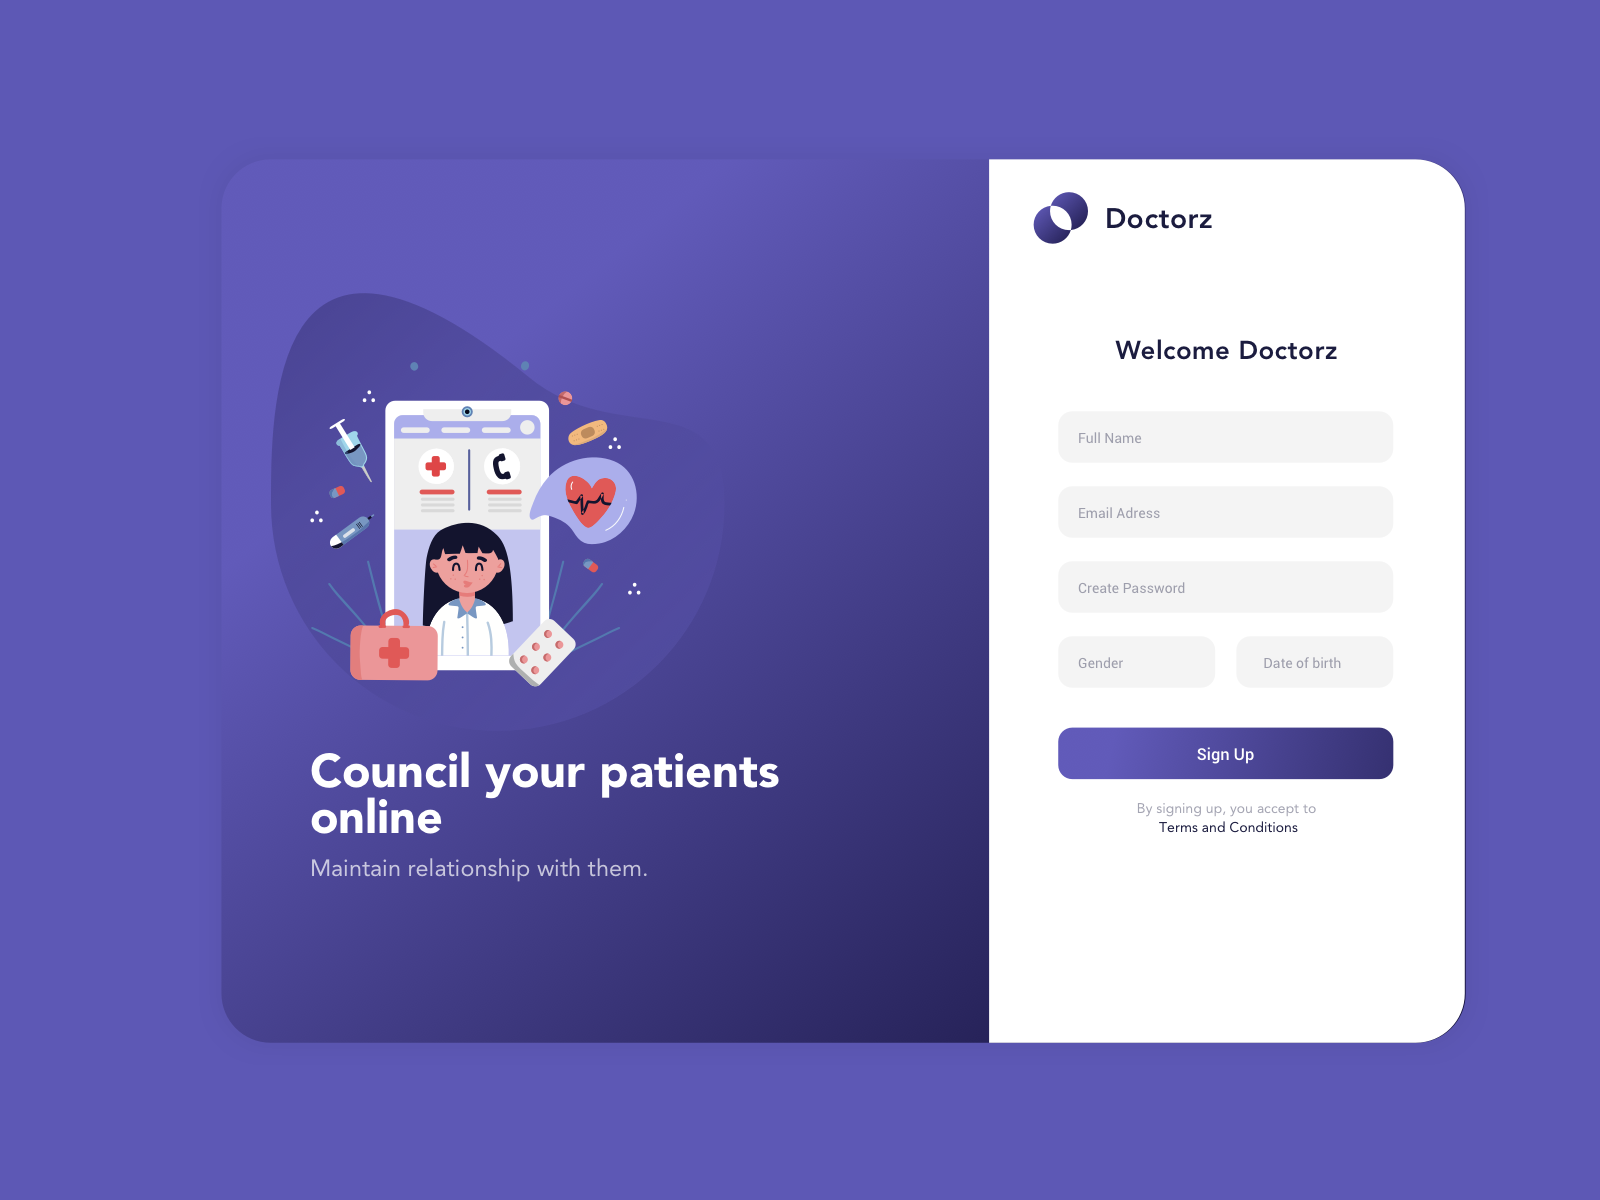 Doctorz
Welcome Doctorz
Full Name
Email Adress
Create Password
Gender
Date of birth
Sign Up
By signing up, you accept to
Terms and Conditions
Council your patients
online
Maintain relationship with them.